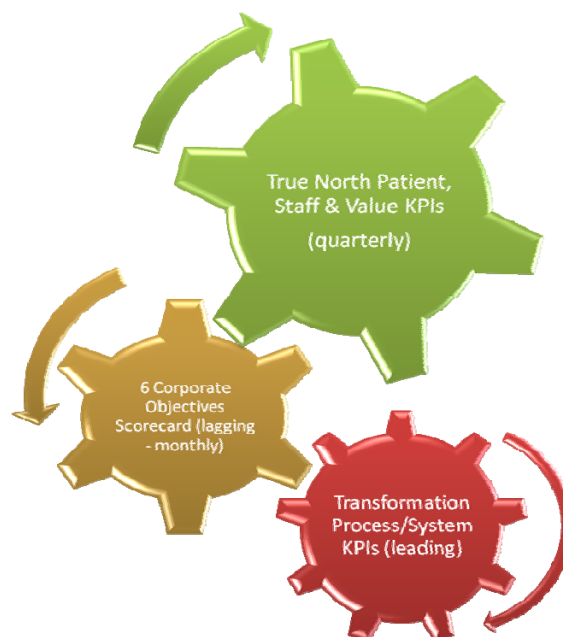 True North Patient,
Staff & Value KPIs
(quarterly)
6 Corporate
Objectives
Scorecard (lagging
- monthly)
Transformation
Process/System
KPIs (leading)